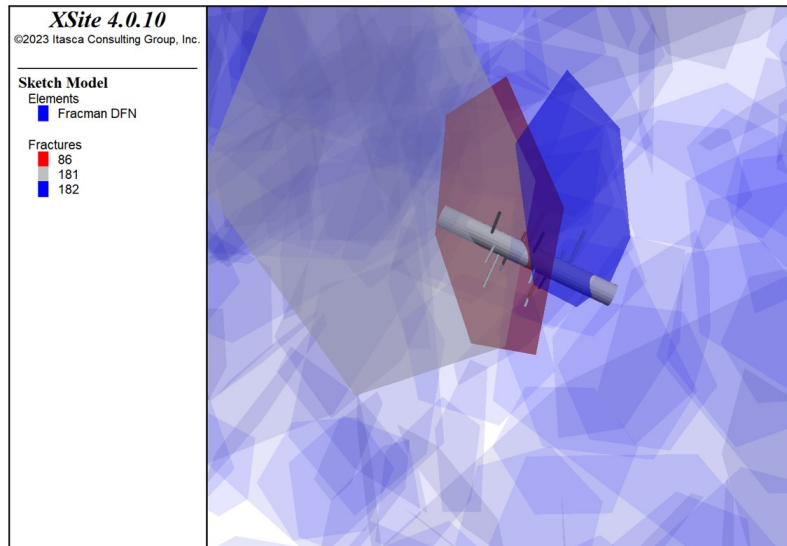 XSite 4.0.10
©2023 Itasca Consulting Group, Inc.
Sketch Model
Elements
Fracman DFN
Fractures
86
181
182